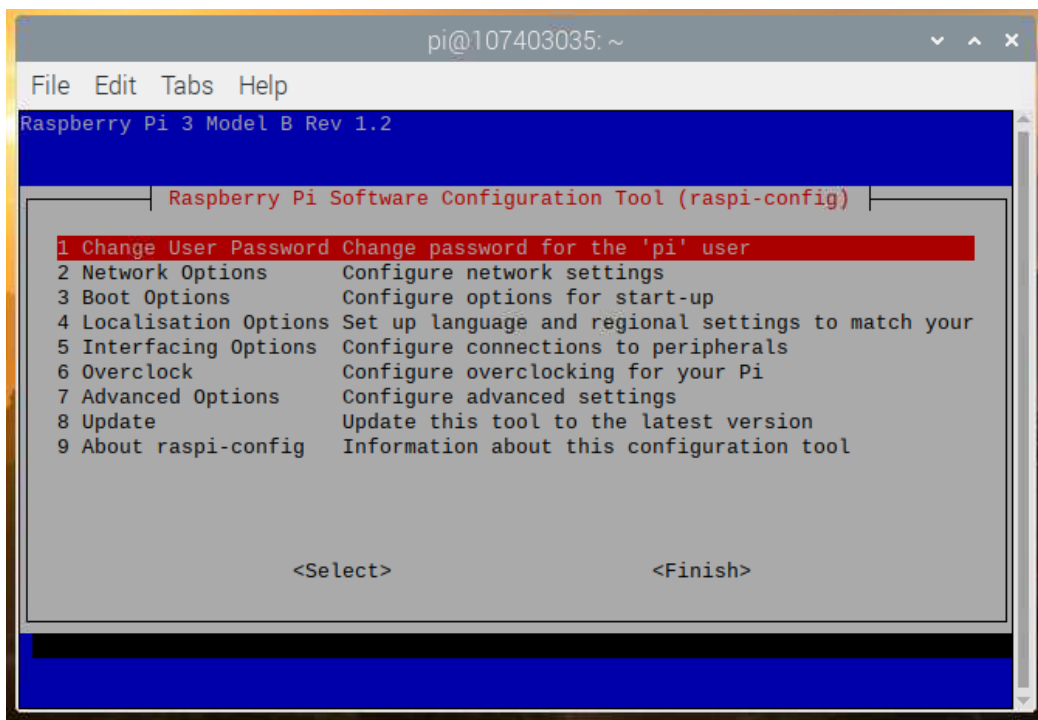 pi@107403035: ~
File Edit Tabs Help
Raspberry Pi 3 Model B Rev 1.2
Raspberry Pi Software Configuration Tool (raspi-config)
1 Change User Password Change password for the 'pi' user
2 Network Options Configure network settings
3 Boot Options Configure options for start-up
4 Localisation Options Set up language and regional settings to match your
5 Interfacing Options Configure connections to peripherals
6 Overclock Configure overclocking for your Pi
7 Advanced Options Configure advanced settings
8 Update Update this tool to the latest version
9 About raspi-config Information about this configuration tool
<Select> <Finish>